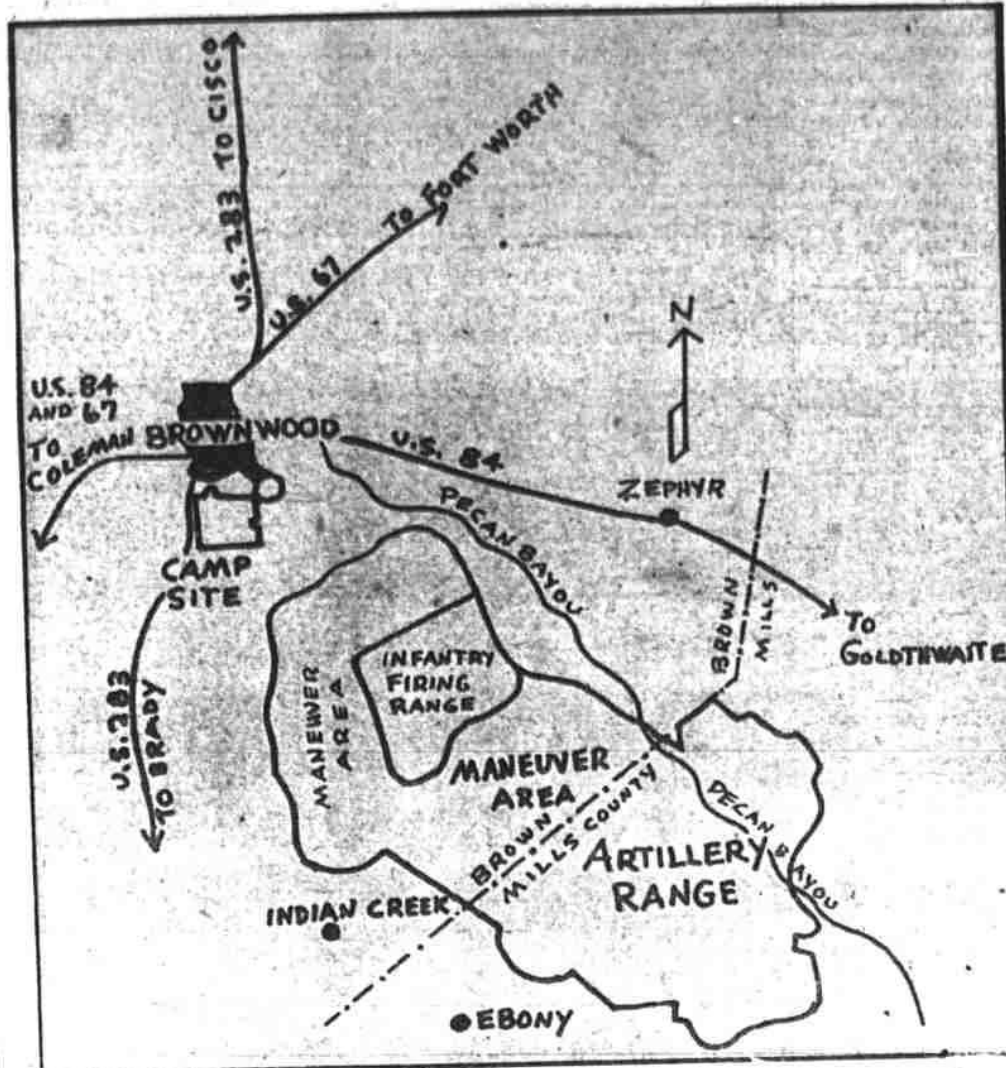 U.S. 283 TO CISCO
U.S. 67 TO FORT WORTH
N
U.S. 84
AND 67
TO
COLEMAN
BROWNWOOD
U.S. 84
ZEPHYR
PECAN BAYOU
CAMP
SITE
BROWN
MILLS
TO
GOLDTHWAITE
U.S. 283
TO BRADY
MANEUVER
AREA
INFANTRY
FIRING
RANGE
MANEUVER
AREA
BROWN
MILLS COUNTY
PECAN BAYOU
ARTILLERY
RANGE
INDIAN CREEK
EBONY